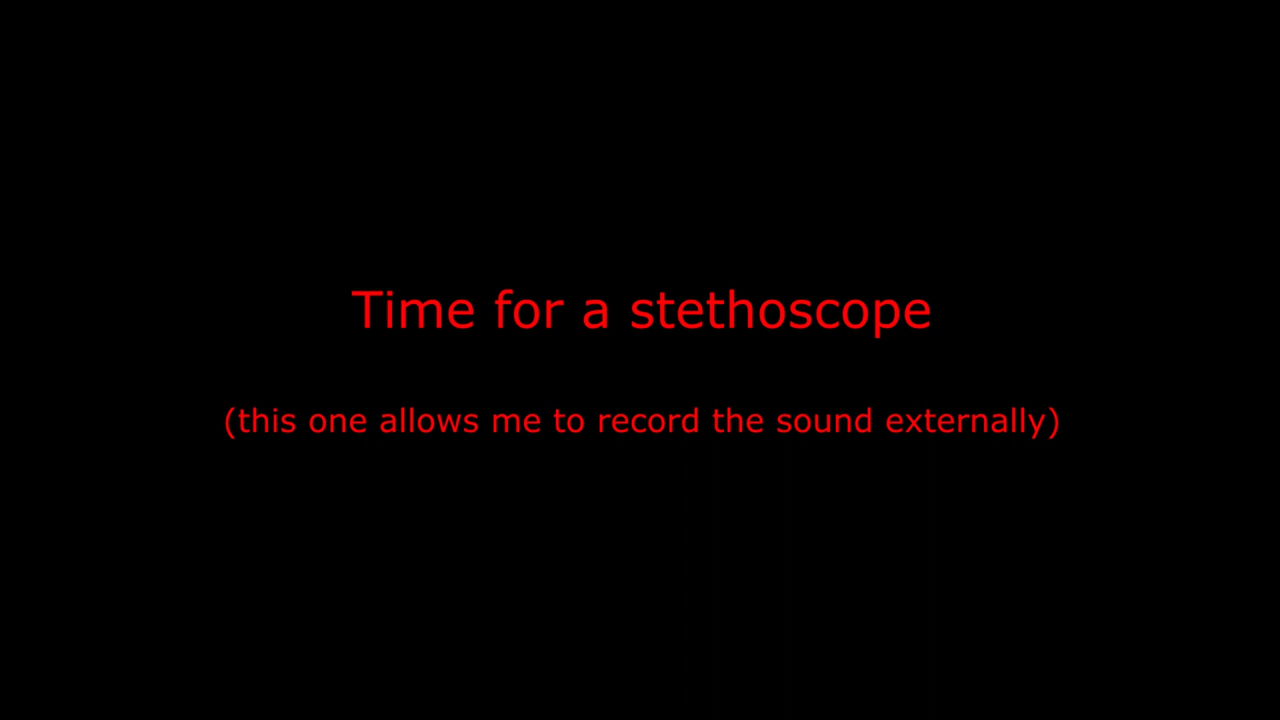 Time for a stethoscope
(this one allows me to record the sound externally)